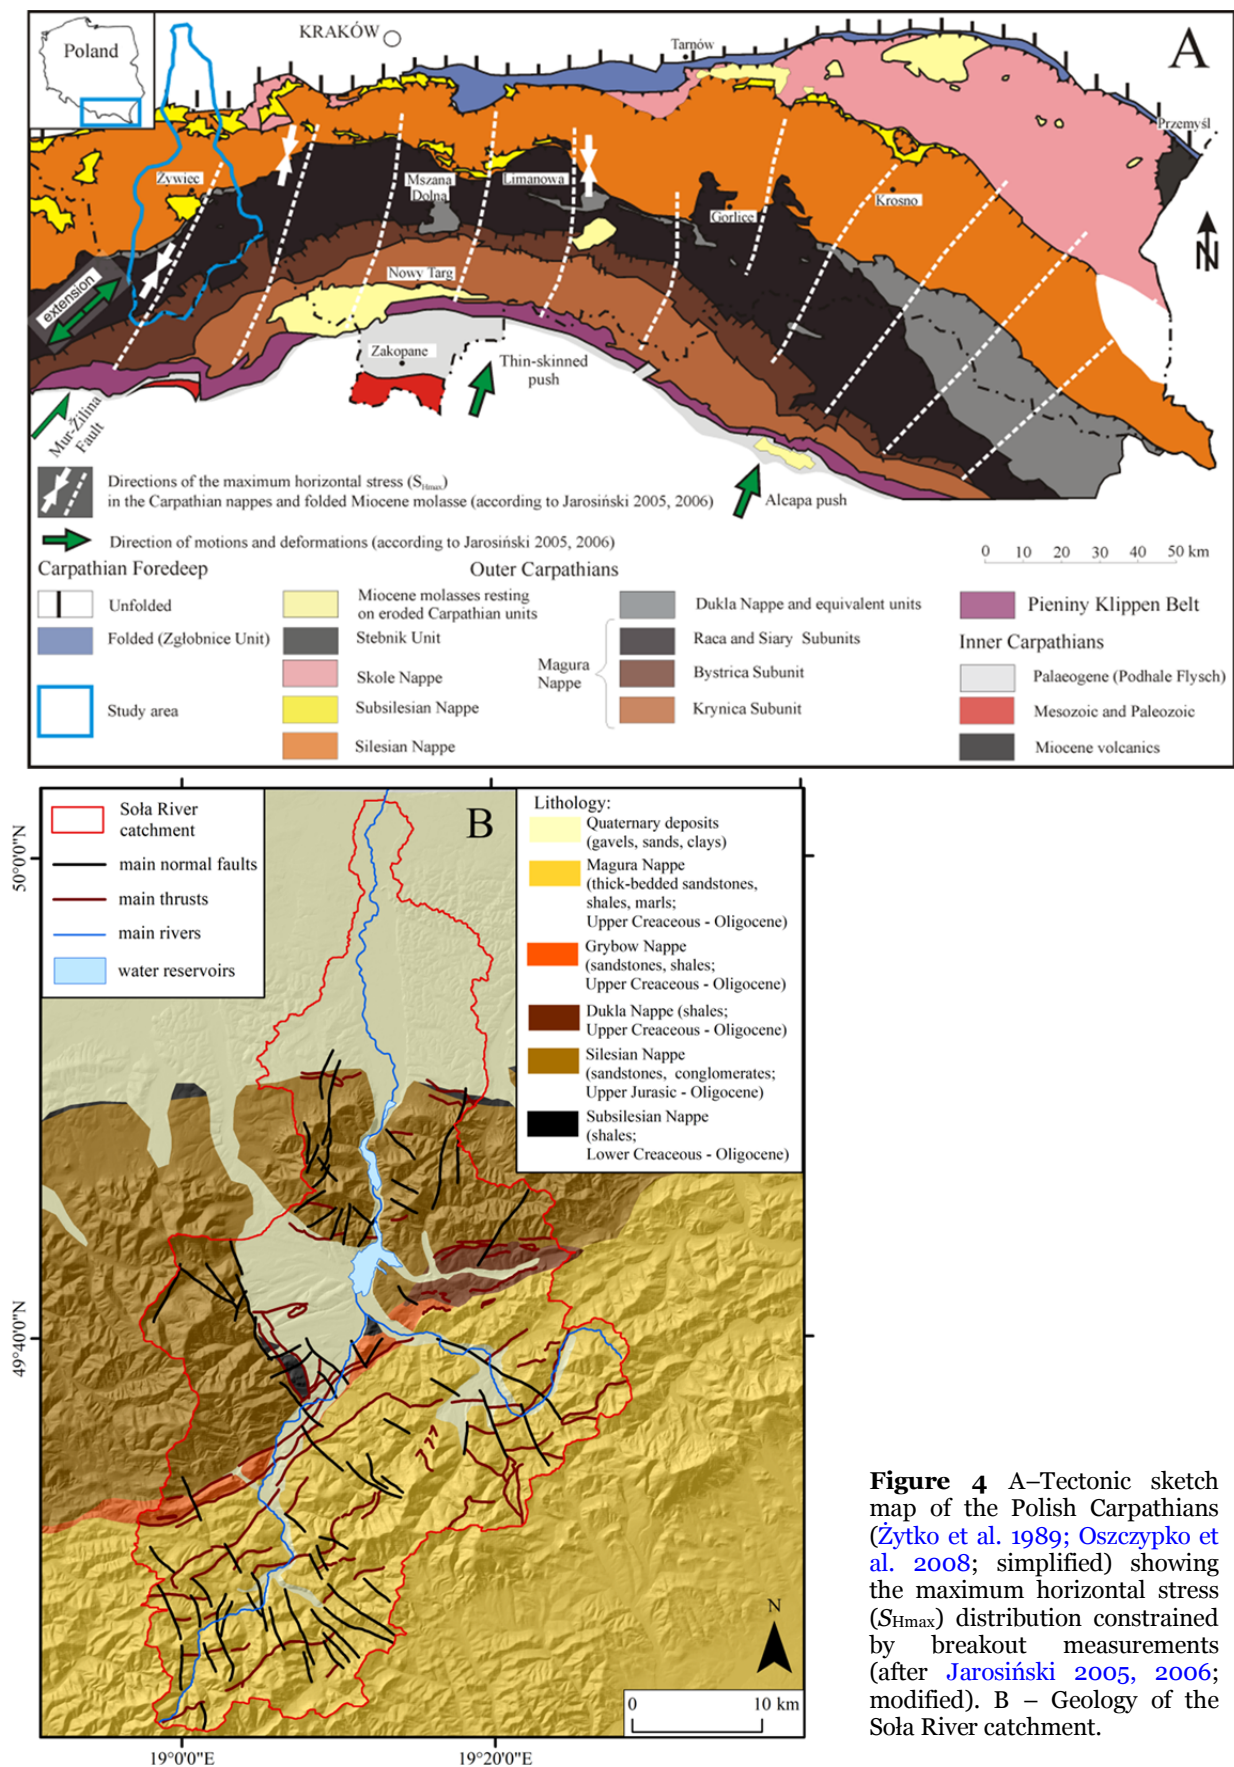 Poland
KRAKÓW
Tarnów
A
Przemyśl
Żywiec
Mszana
Dolna
Limanowa
Gorlice
Krosno
N
extension
Nowy Targ
Zakopane
Thin-skinned
push
Mur-Žilina
Fault
Alcapa push
Directions of the maximum horizontal stress (SHmax)
in the Carpathian nappes and folded Miocene molasse (according to Jarosiński 2005, 2006)
Direction of motions and deformations (according to Jarosiński 2005, 2006)
0 10 20 30 40 50 km
Carpathian Foredeep
Unfolded
Folded (Zgłobnice Unit)
Study area
Outer Carpathians
Miocene molasses resting
on eroded Carpathian units
Stebnik Unit
Skole Nappe
Subsilesian Nappe
Silesian Nappe
Magura
Nappe
Dukla Nappe and equivalent units
Raca and Siary Subunits
Bystrica Subunit
Krynica Subunit
Pieniny Klippen Belt
Inner Carpathians
Palaeogene (Podhale Flysch)
Mesozoic and Paleozoic
Miocene volcanics
Soła River
catchment
main normal faults
main thrusts
main rivers
water reservoirs
B
Lithology:
Quaternary deposits
(gavels, sands, clays)
Magura Nappe
(thick-bedded sandstones,
shales, marls;
Upper Creaceous - Oligocene)
Grybow Nappe
(sandstones, shales;
Upper Creaceous - Oligocene)
Dukla Nappe (shales;
Upper Creaceous - Oligocene)
Silesian Nappe
(sandstones, conglomerates;
Upper Jurasic - Oligocene)
Subsilesian Nappe
(shales;
Lower Creaceous - Oligocene)
50°0'0"N
49°40'0"N
N
0 10 km
19°0'0"E
19°20'0"E
Figure 4 A–Tectonic sketch
map of the Polish Carpathians
(Żytko et al. 1989; Oszczypko et
al. 2008; simplified) showing
the maximum horizontal stress
(SHmax) distribution constrained
by breakout measurements
(after Jarosiński 2005, 2006;
modified). B – Geology of the
Soła River catchment.